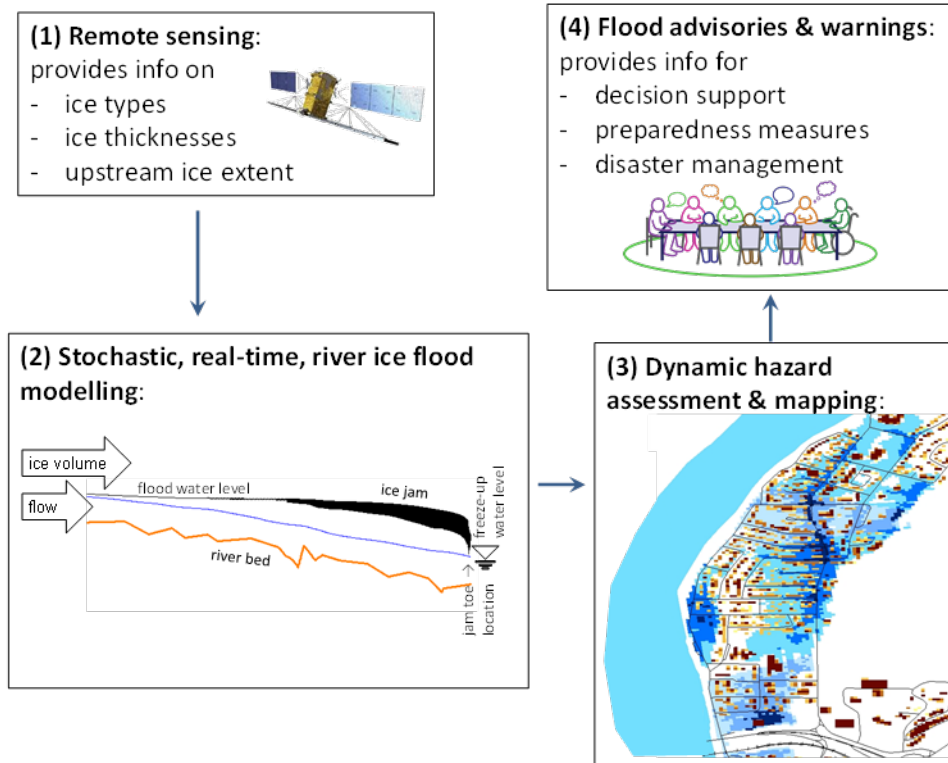 (1) Remote sensing:
provides info on
- ice types
- ice thicknesses
- upstream ice extent
(2) Stochastic, real-time, river ice flood
modelling:
ice volume
flow
flood water level
ice jam
river bed
freeze-up
water level
jam toe
location
(3) Dynamic hazard
assessment & mapping:
(4) Flood advisories & warnings:
provides info for
- decision support
- preparedness measures
- disaster management